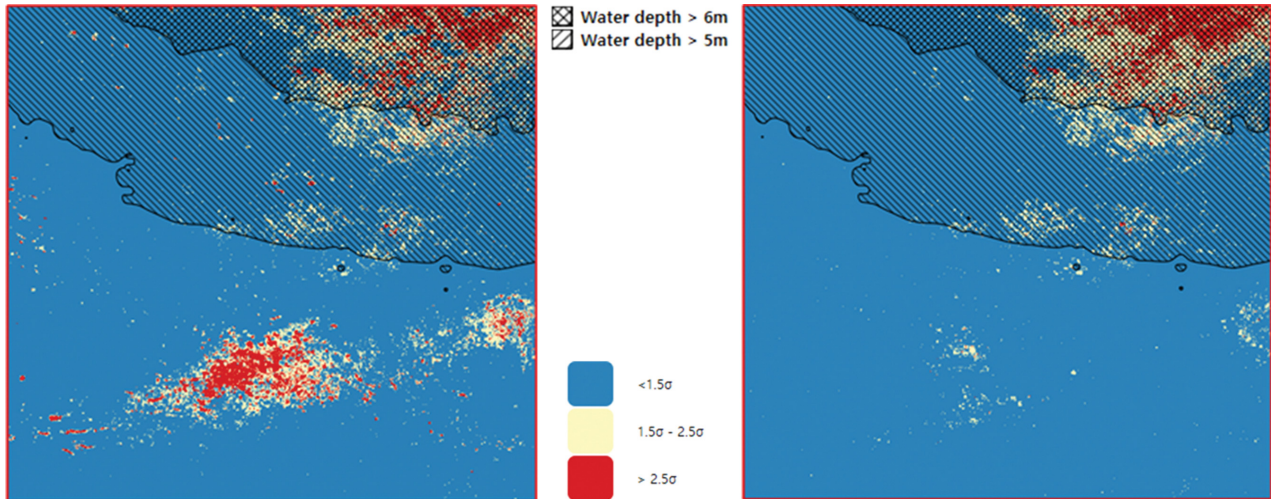 Water depth > 6m
Water depth > 5m
<1.5σ
1.5σ - 2.5σ
> 2.5σ